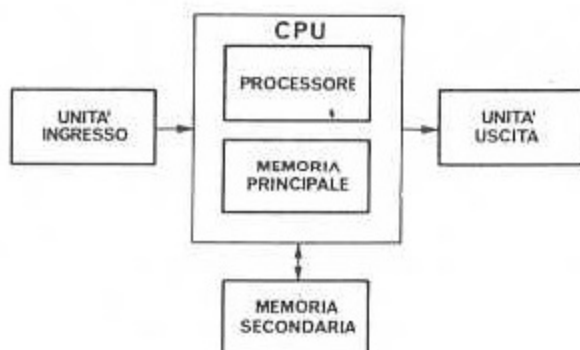 CPU
PROCESSORE
UNITA'
INGRESSO
UNITA'
USCITA
MEMORIA
PRINCIPALE
MEMORIA
SECONDARIA